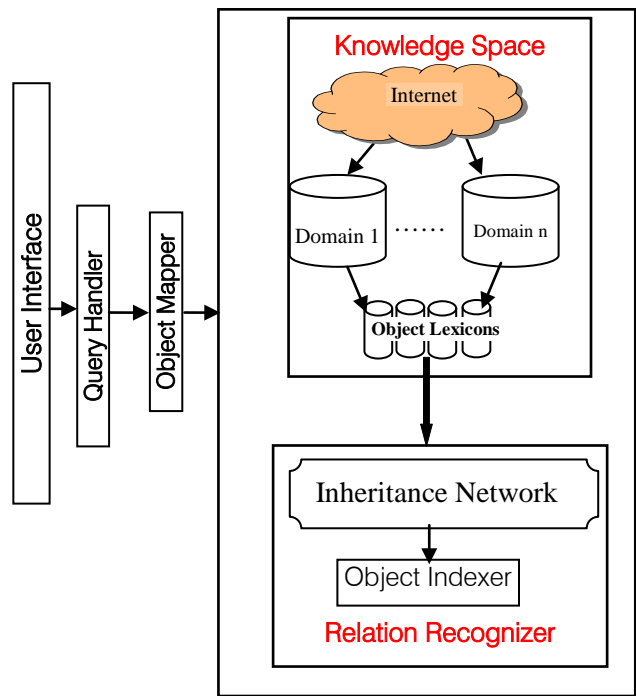 User Interface
Query Handler
Object Mapper
Knowledge Space
Internet
Domain 1
……
Domain n
Object Lexicons
Inheritance Network
Object Indexer
Relation Recognizer